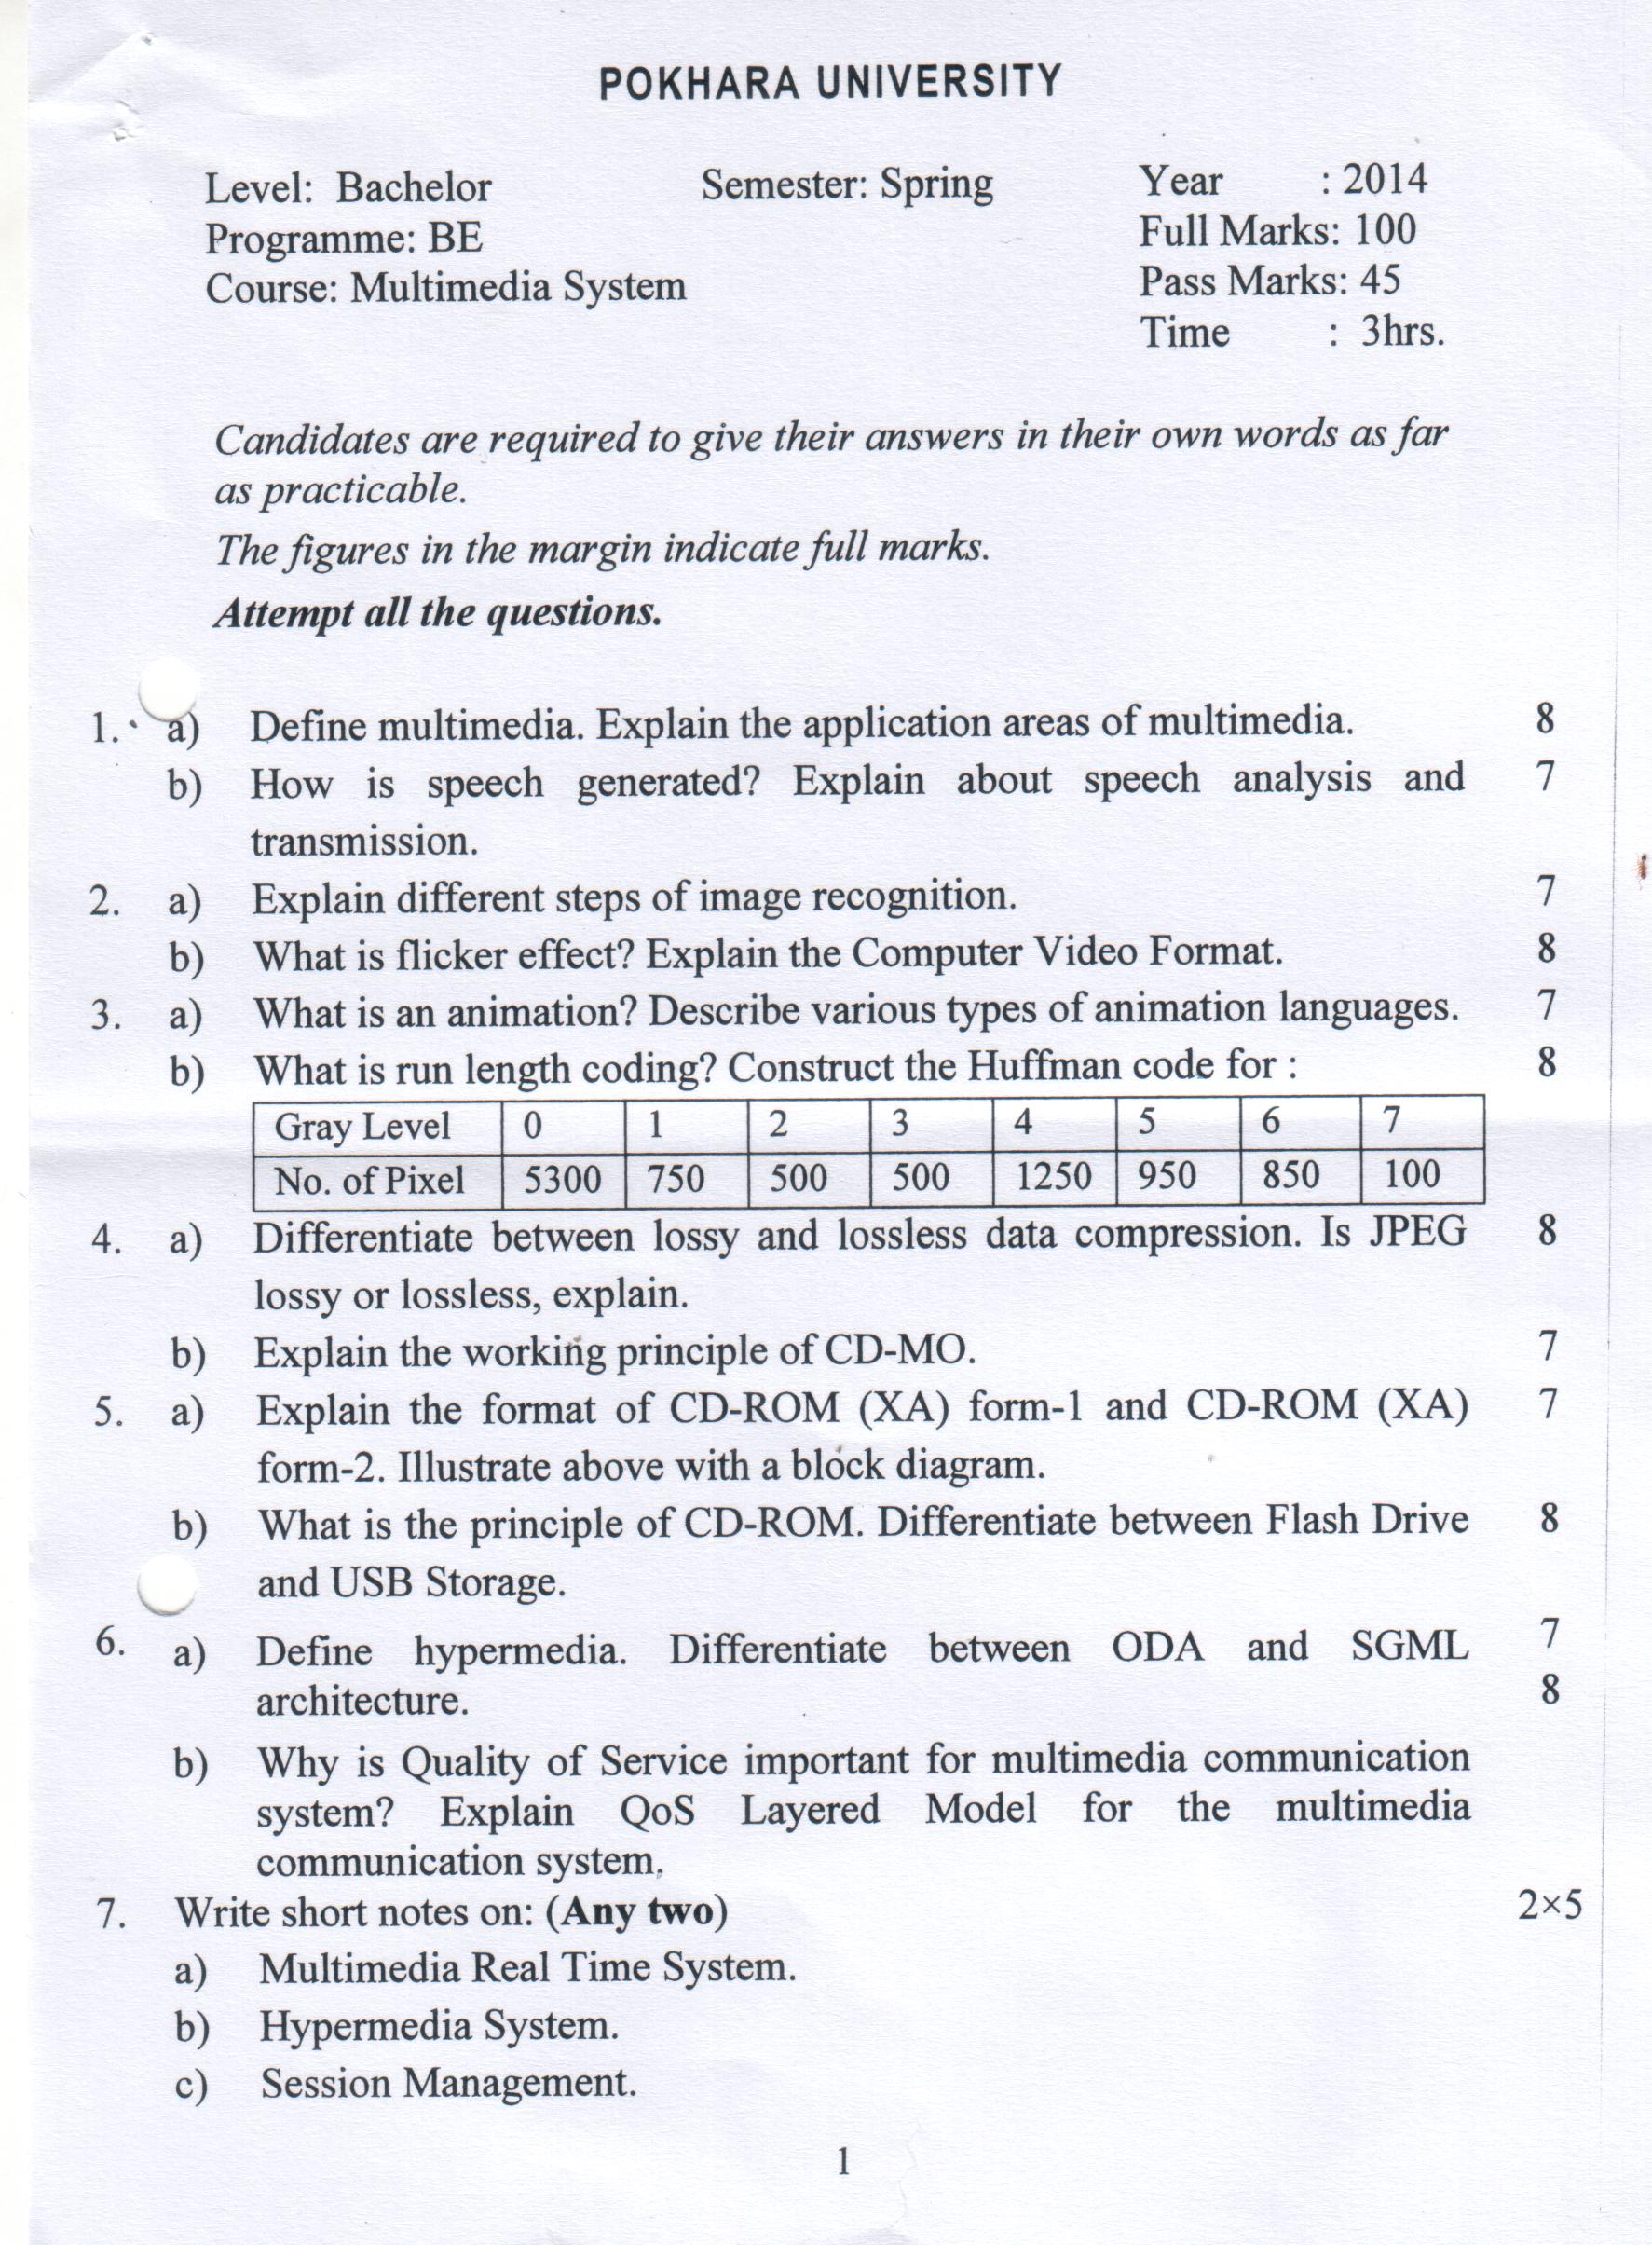 POKHARA UNIVERSITY
Level: Bachelor Semester: Spring Year : 2014
Programme: BE Full Marks: 100
Course: Multimedia System Pass Marks: 45
Time : 3hrs.
Candidates are required to give their answers in their own words as far
as practicable.
The figures in the margin indicate full marks.
Attempt all the questions.
1. a) Define multimedia. Explain the application areas of multimedia. 8
b) How is speech generated? Explain about speech analysis and 7
transmission.
2. a) Explain different steps of image recognition. 7
b) What is flicker effect? Explain the Computer Video Format. 8
3. a) What is an animation? Describe various types of animation languages. 7
b) What is run length coding? Construct the Huffman code for : 8
Gray Level 0 1 2 3 4 5 6 7
No. of Pixel 5300 750 500 500 1250 950 850 100
4. a) Differentiate between lossy and lossless data compression. Is JPEG 8
lossy or lossless, explain.
b) Explain the working principle of CD-MO. 7
5. a) Explain the format of CD-ROM (XA) form-1 and CD-ROM (XA) 7
form-2. Illustrate above with a block diagram.
b) What is the principle of CD-ROM. Differentiate between Flash Drive 8
and USB Storage.
6. a) Define hypermedia. Differentiate between ODA and SGML 7
architecture. 8
b) Why is Quality of Service important for multimedia communication
system? Explain QoS Layered Model for the multimedia
communication system.
7. Write short notes on: (Any two) 2×5
a) Multimedia Real Time System.
b) Hypermedia System.
c) Session Management.
1